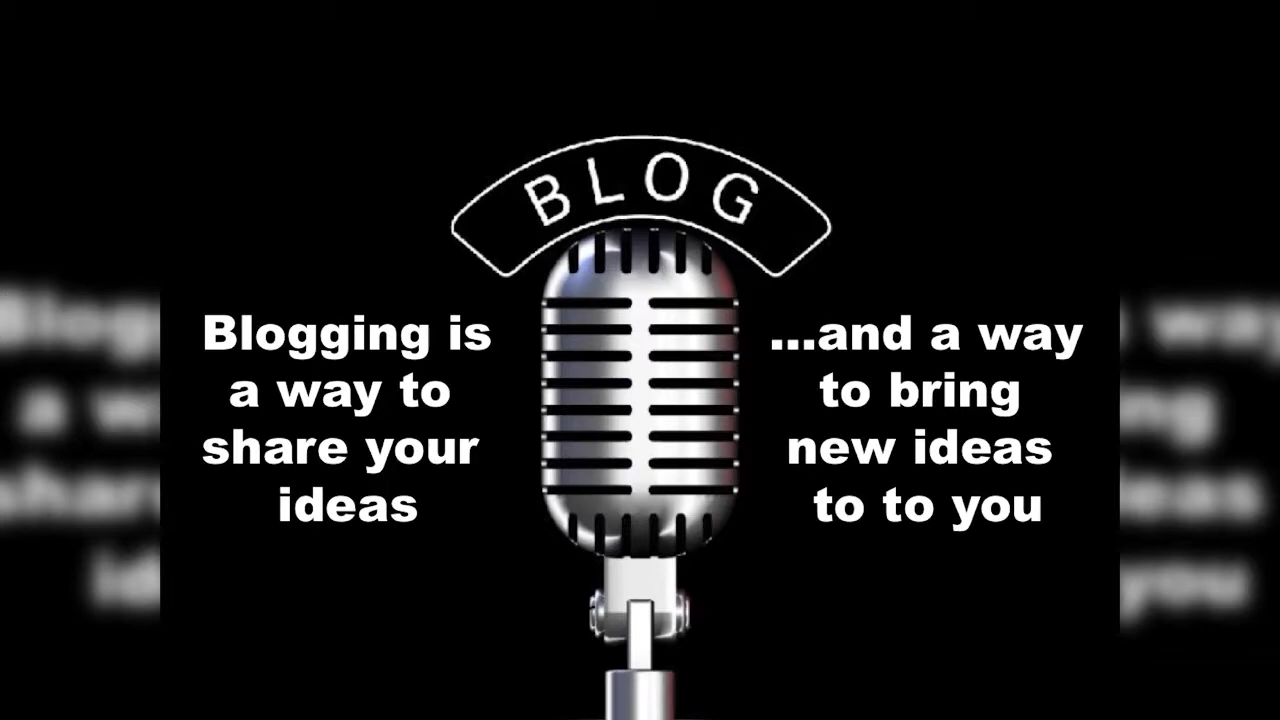 BLOG
Blogging is
a way to
share your
ideas
...and a way
to bring
new ideas
to to you